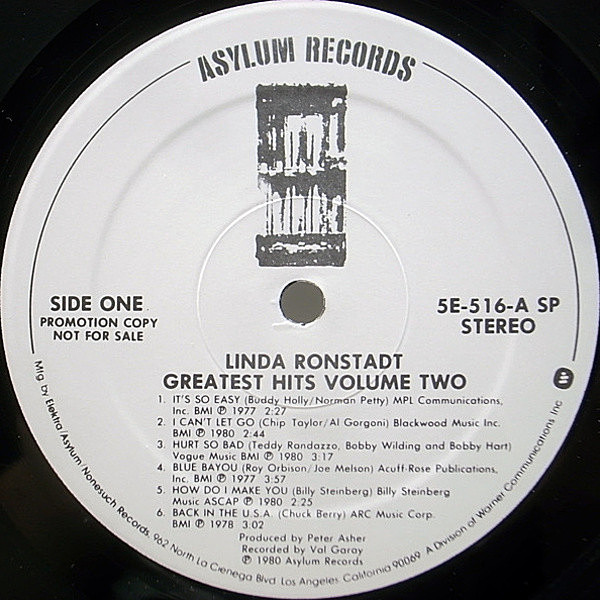 ASYLUM RECORDS
SIDE ONE
PROMOTION COPY
NOT FOR SALE
5E-516-A SP
STEREO
LINDA RONSTADT
GREATEST HITS VOLUME TWO
1. IT'S SO EASY (Buddy Holly/Norman Petty) MPL Communications,
Inc. BMI ℗ 1977 2:27
2. I CAN'T LET GO (Chip Taylor/Al Gorgoni) Blackwood Music Inc.
BMI ℗ 1980 2:44
3. HURT SO BAD (Teddy Randazzo, Bobby Wilding and Bobby Hart)
Vogue Music BMI ℗ 1980 3:17
4. BLUE BAYOU (Roy Orbison/Joe Melson) Acuff-Rose Publications,
Inc. BMI ℗ 1977 3:57
5. HOW DO I MAKE YOU (Billy Steinberg) Billy Steinberg
Music ASCAP ℗ 1980 2:25
6. BACK IN THE U.S.A. (Chuck Berry) ARC Music Corp.
BMI ℗ 1978 3:02
Produced by Peter Asher
Recorded by Val Garay
℗ 1980 Asylum Records
Mfg by Elektra/Asylum/Nonesuch Records, 962 North La Cienega Blvd. Los Angeles, California 90069. A Division of Warner Communications Inc